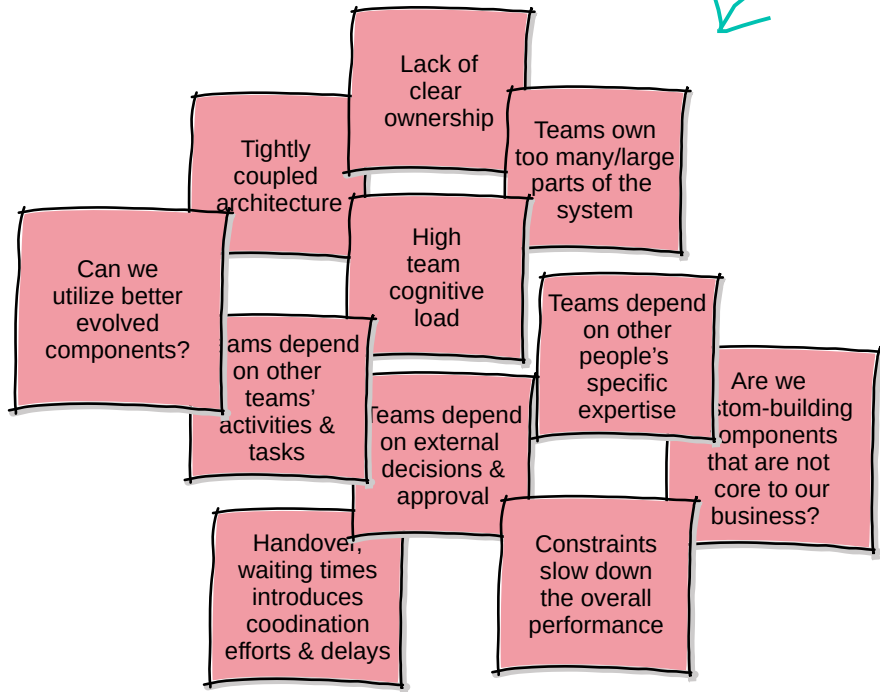 Lack of
clear
ownership
Tightly
coupled
architecture
Teams own
too many/large
parts of the
system
Can we
utilize better
evolved
components?
High
team
cognitive
load
Teams depend
on other
people's
specific
expertise
ams depend
on other
teams'
activities &
tasks
Teams depend
on external
decisions &
approval
Are we
stom-building
omponents
that are not
core to our
business?
Handover,
waiting times
introduces
coodination
efforts & delays
Constraints
slow down
the overall
performance